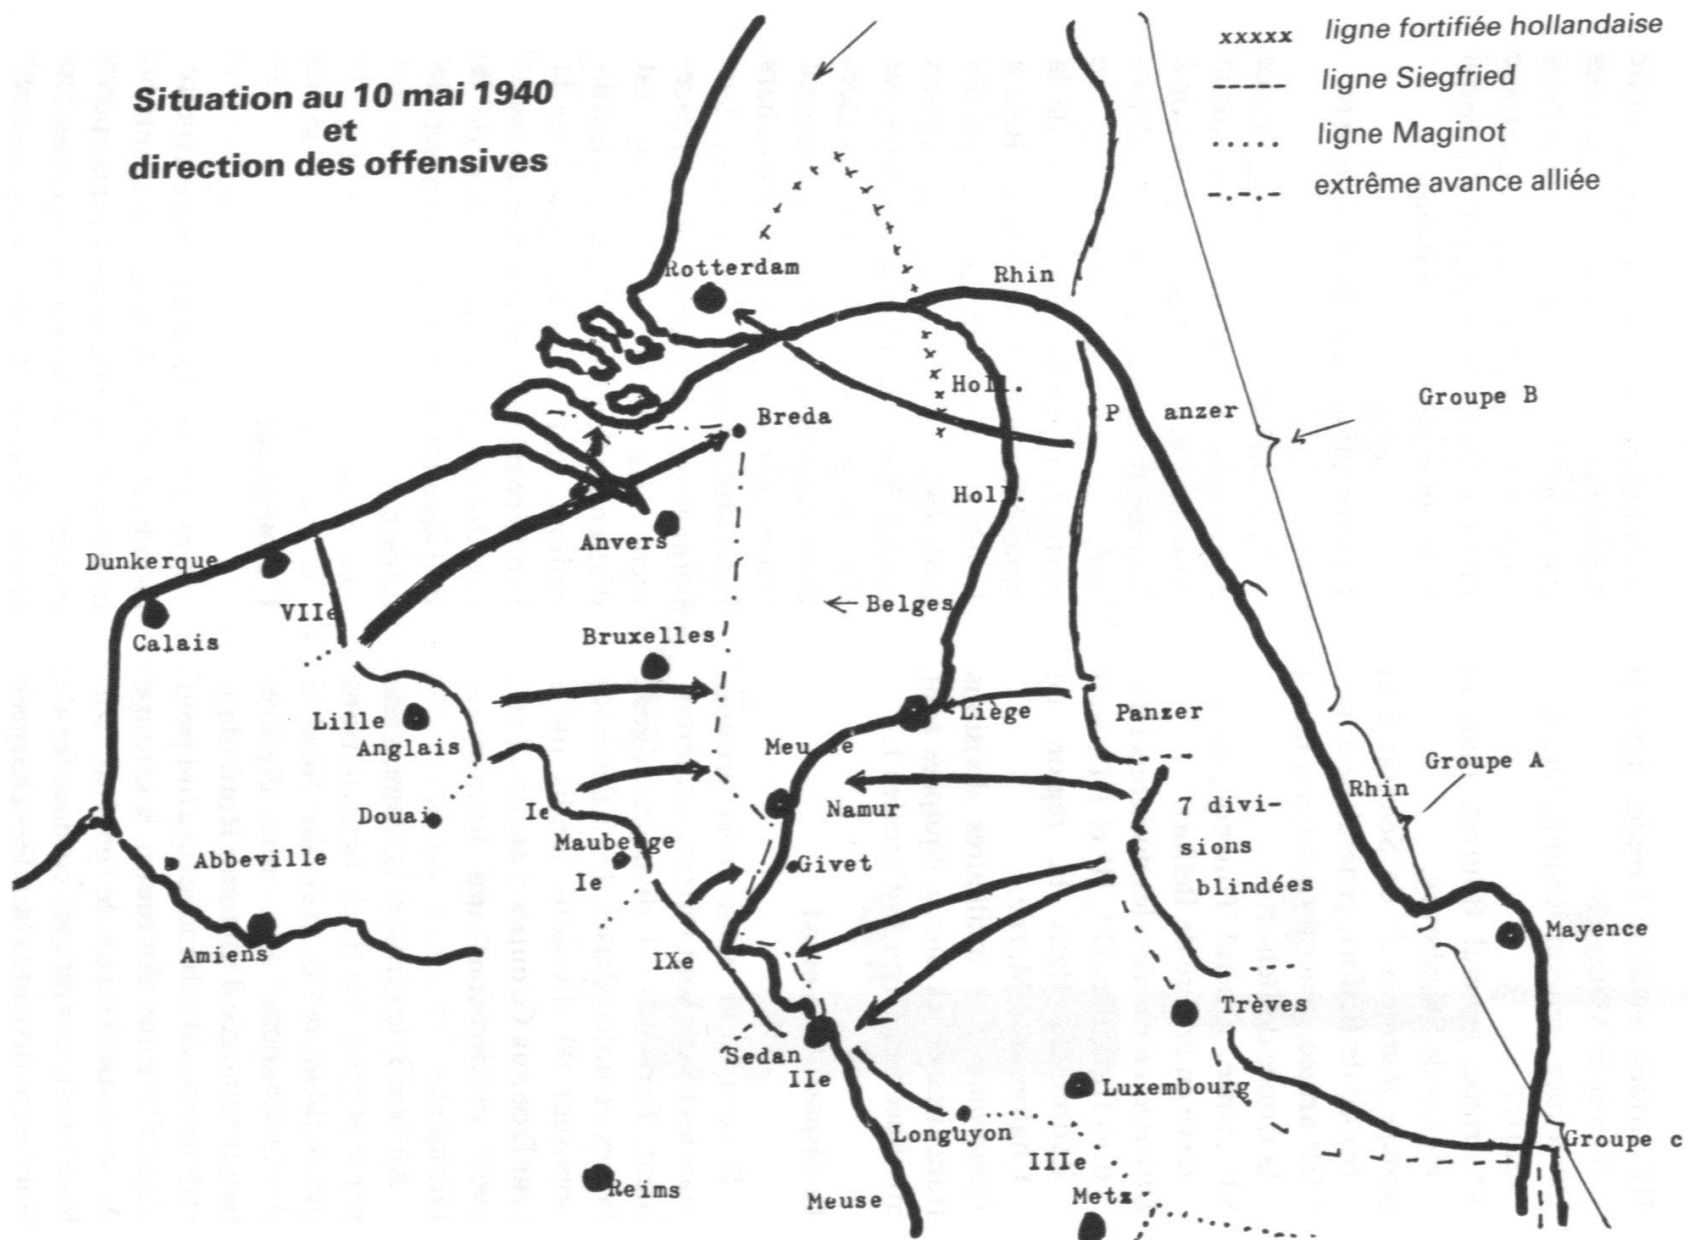 Situation au 10 mai 1940
et
direction des offensives
xxxxx ligne fortifiée hollandaise
----- ligne Siegfried
..... ligne Maginot
-.-.- extrême avance alliée
Rotterdam
Rhin
Holl.
Breda
P anzer
Groupe B
Holl.
Anvers
Dunkerque
VIIe
Belges
Calais
Bruxelles
Lille
Anglais
Liège
Panzer
Meuse
Groupe A
Rhin
Douai
Ie
Namur
7 divi-
sions
blindées
Maubeuge
Abbeville
Ie
Givet
Mayence
Amiens
IXe
Trèves
Sedan
IIe
Luxembourg
Longuyon
Groupe c
IIIe
Reims
Meuse
Metz